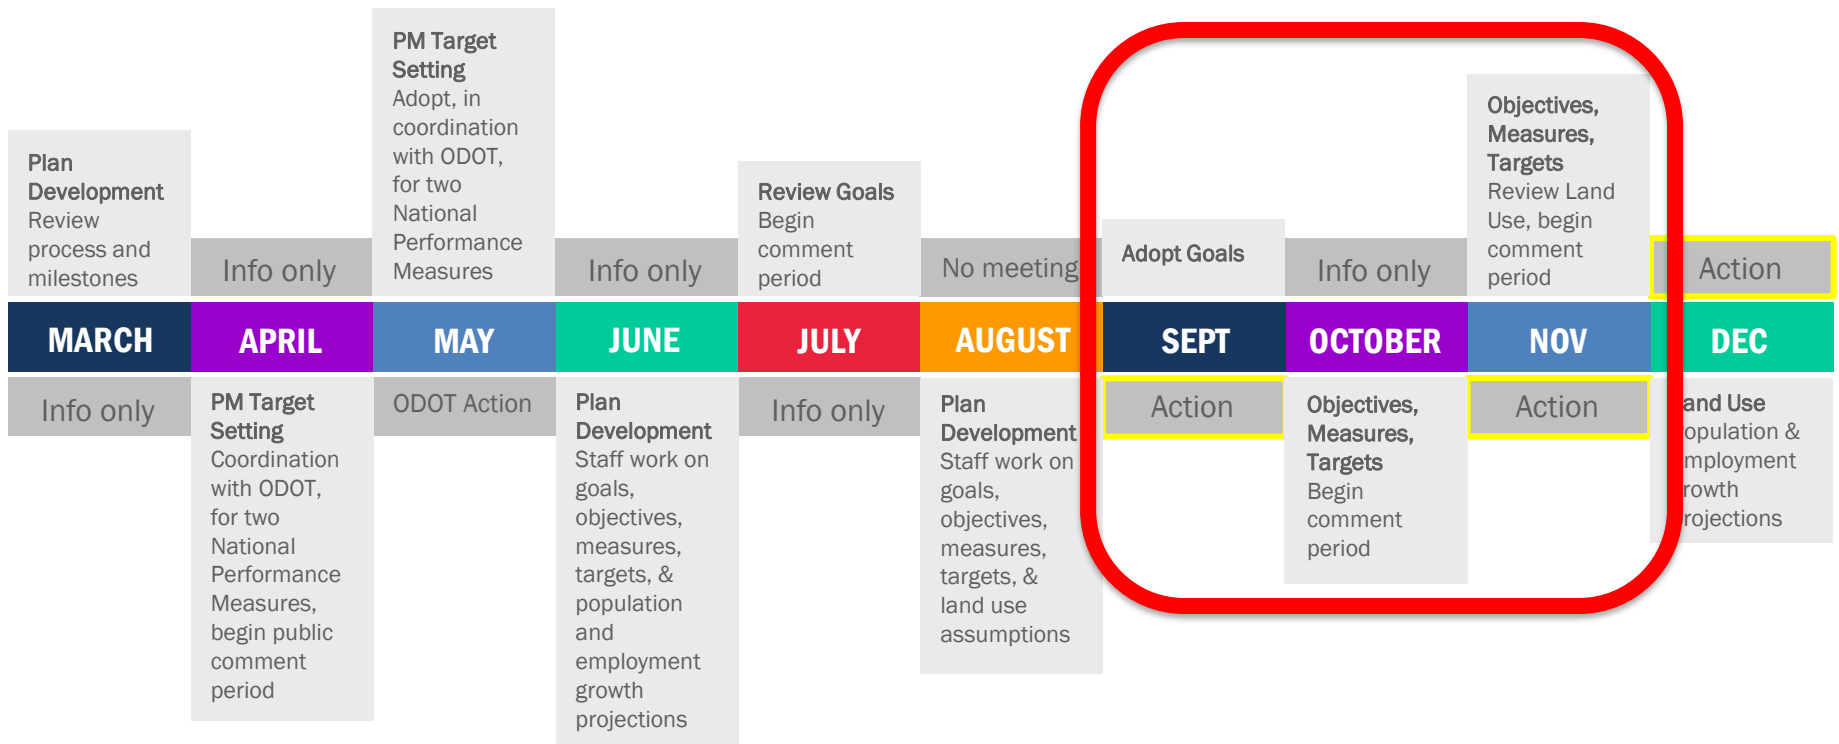 Plan
Development
Review
process and
milestones
Info only
PM Target
Setting
Adopt, in
coordination
with ODOT,
for two
National
Performance
Measures
Info only
Review Goals
Begin
comment
period
No meeting
Adopt Goals
Info only
Objectives,
Measures,
Targets
Review Land
Use, begin
comment
period
Action
MARCH
APRIL
MAY
JUNE
JULY
AUGUST
SEPT
OCTOBER
NOV
DEC
Info only
PM Target
Setting
Coordination
with ODOT,
for two
National
Performance
Measures,
begin public
comment
period
ODOT Action
Plan
Development
Staff work on
goals,
objectives,
measures,
targets, &
population
and
employment
growth
projections
Info only
Plan
Development
Staff work on
goals,
objectives,
measures,
targets, &
land use
assumptions
Action
Objectives,
Measures,
Targets
Begin
comment
period
Action
and Use
opulation &
mployment
rowth
rojections